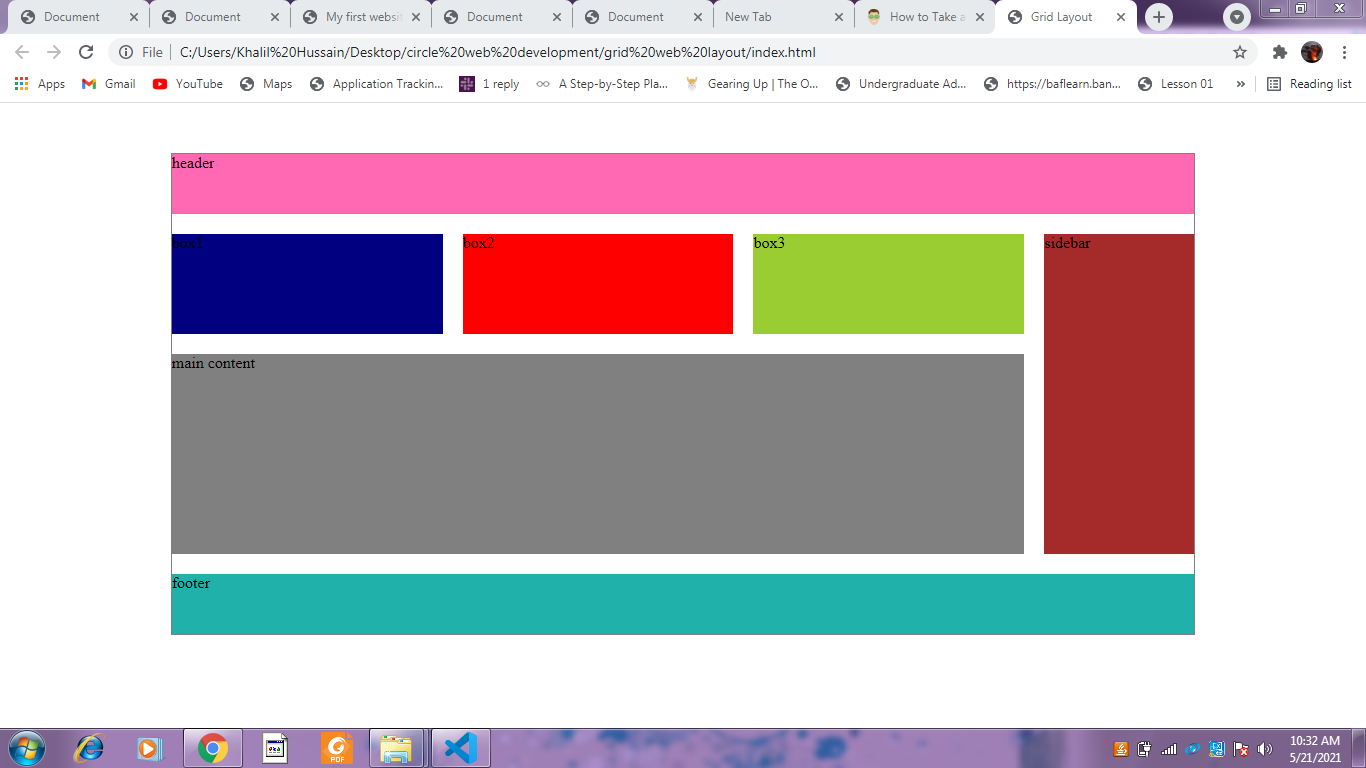 Document
Document
My first websi
Document
Document
New Tab
How to Take a
Grid Layout
File
C:/Users/Khalil%20Hussain/Desktop/circle%20web%20development/grid%20web%20layout/index.html
Apps
Gmail
YouTube
Maps
Application Trackin...
1 reply
A Step-by-Step Pla...
Gearing Up | The O...
Undergraduate Ad...
https://baflearn.ban...
Lesson 01
»
Reading list
header
box1
box2
box3
sidebar
main content
footer
PDF
10:32 AM
5/21/2021